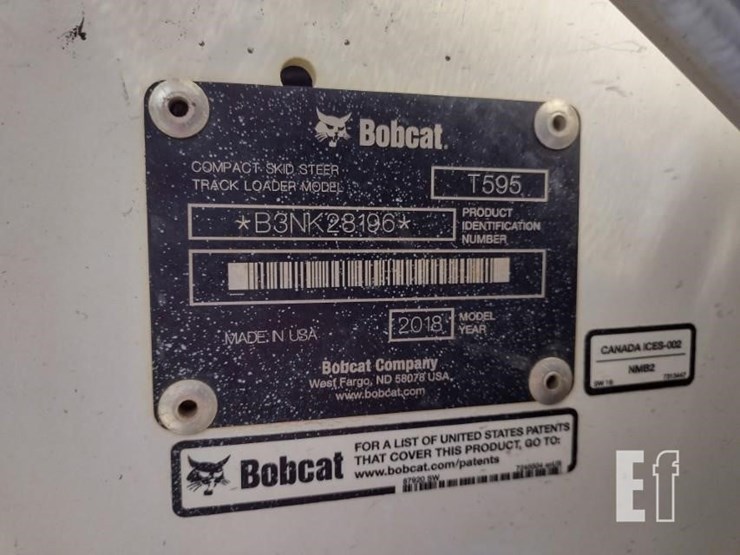 Bobcat.
COMPACT SKID STEER
TRACK LOADER MODEL
T595
*B3NK28196*
PRODUCT
IDENTIFICATION
NUMBER
MADE IN USA
2018
MODEL
YEAR
Bobcat Company
West Fargo, ND 58078 USA
www.bobcat.com
CANADA ICES-002
NMB2
Bobcat
FOR A LIST OF UNITED STATES PATENTS
THAT COVER THIS PRODUCT, GO TO:
www.bobcat.com/patents
67920 SW
Ef